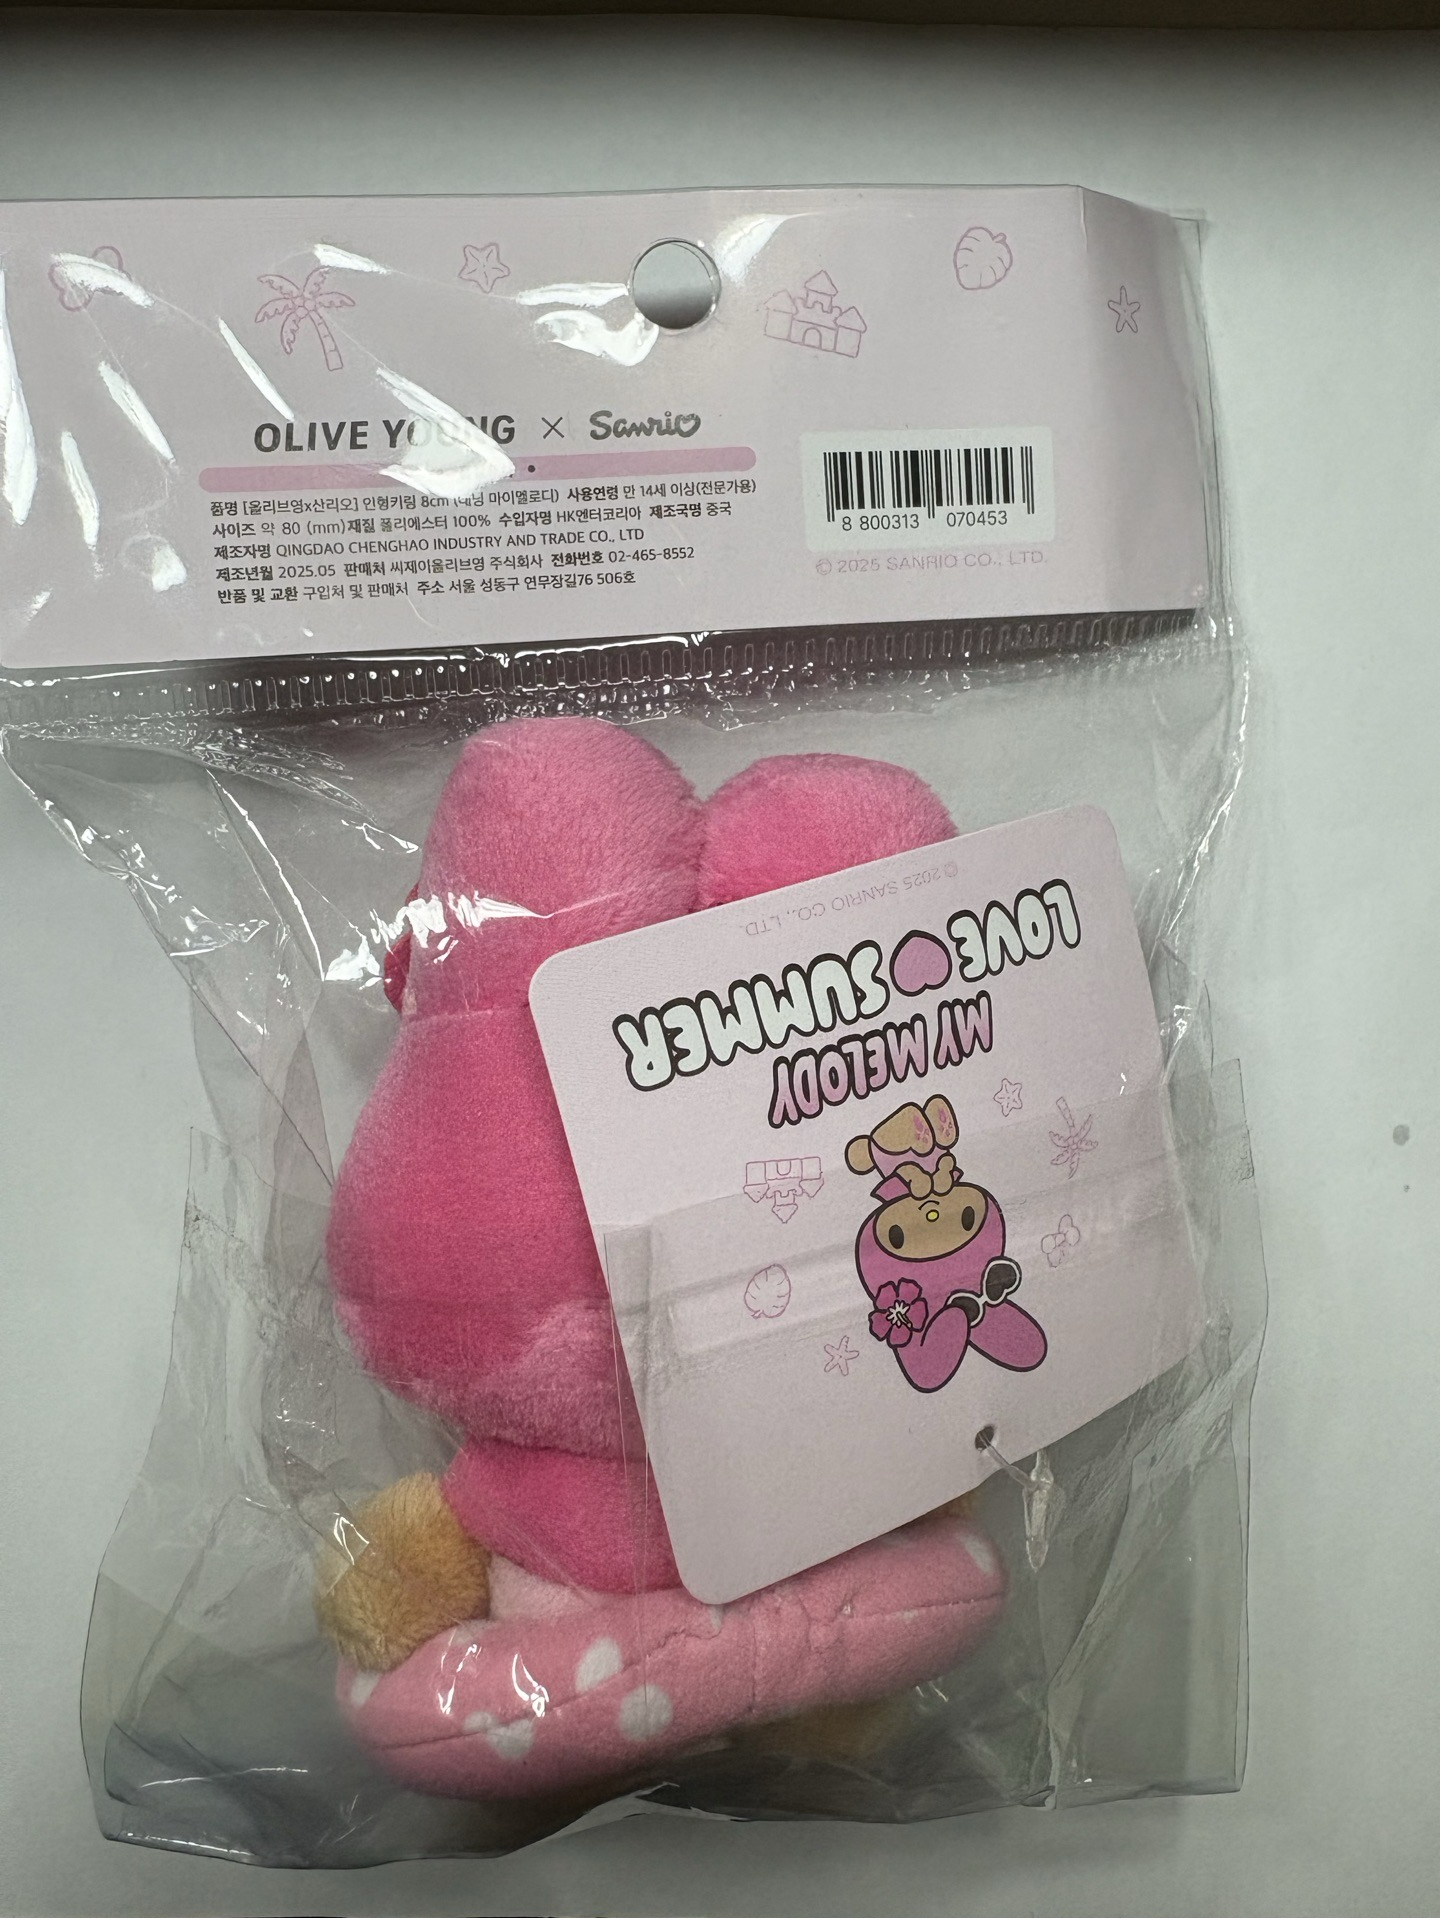 OLIVE YOUNG × Sanrio
품명 [올리브영x산리오] 인형키링 8cm (태닝 마이멜로디) 사용연령 만 14세 이상(전문가용)
사이즈 약 80 (mm) 재질 폴리에스터 100% 수입자명 HK엔터코리아 제조국명 중국
제조자명 QINGDAO CHENGHAO INDUSTRY AND TRADE CO., LTD
제조년월 2025.05 판매처 씨제이올리브영 주식회사 전화번호 02-465-8552
반품 및 교환 구입처 및 판매처 주소 서울 성동구 연무장길76 506호
8 800313 070453
© 2025 SANRIO CO., LTD.
MY MELODY
LOVE SUMMER
©2025 SANRIO CO., LTD.